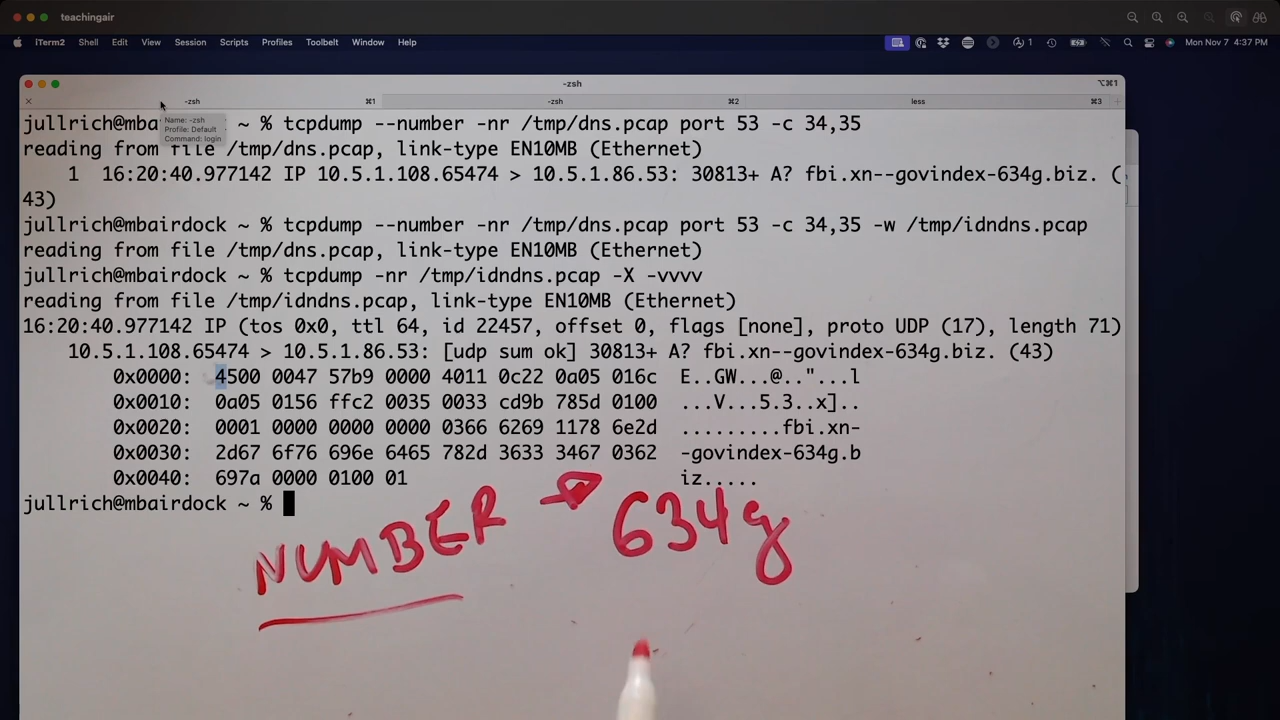 teachingair
iTerm2 Shell Edit View Session Scripts Profiles Toolbelt Window Help 1 Mon Nov 7 4:37 PM
-zsh ⌥⌘1
-zsh ⌘1 -zsh ⌘2 less ⌘3
jullrich@mba ~ % tcpdump --number -nr /tmp/dns.pcap port 53 -c 34,35
Name: -zsh
Profile: Default
Command: login
reading from file /tmp/dns.pcap, link-type EN10MB (Ethernet)
1 16:20:40.977142 IP 10.5.1.108.65474 > 10.5.1.86.53: 30813+ A? fbi.xn--govindex-634g.biz. (
43)
jullrich@mbairdock ~ % tcpdump --number -nr /tmp/dns.pcap port 53 -c 34,35 -w /tmp/idndns.pcap
reading from file /tmp/dns.pcap, link-type EN10MB (Ethernet)
jullrich@mbairdock ~ % tcpdump -nr /tmp/idndns.pcap -X -vvvv
reading from file /tmp/idndns.pcap, link-type EN10MB (Ethernet)
16:20:40.977142 IP (tos 0x0, ttl 64, id 22457, offset 0, flags [none], proto UDP (17), length 71)
10.5.1.108.65474 > 10.5.1.86.53: [udp sum ok] 30813+ A? fbi.xn--govindex-634g.biz. (43)
0x0000: 4500 0047 57b9 0000 4011 0c22 0a05 016c E..GW...@.."...l
0x0010: 0a05 0156 ffc2 0035 0033 cd9b 785d 0100 ...V...5.3..x]..
0x0020: 0001 0000 0000 0000 0366 6269 1178 6e2d .........fbi.xn-
0x0030: 2d67 6f76 696e 6465 782d 3633 3467 0362 -govindex-634g.b
0x0040: 697a 0000 0100 01 iz.....
jullrich@mbairdock ~ %
NUMBER → 634g